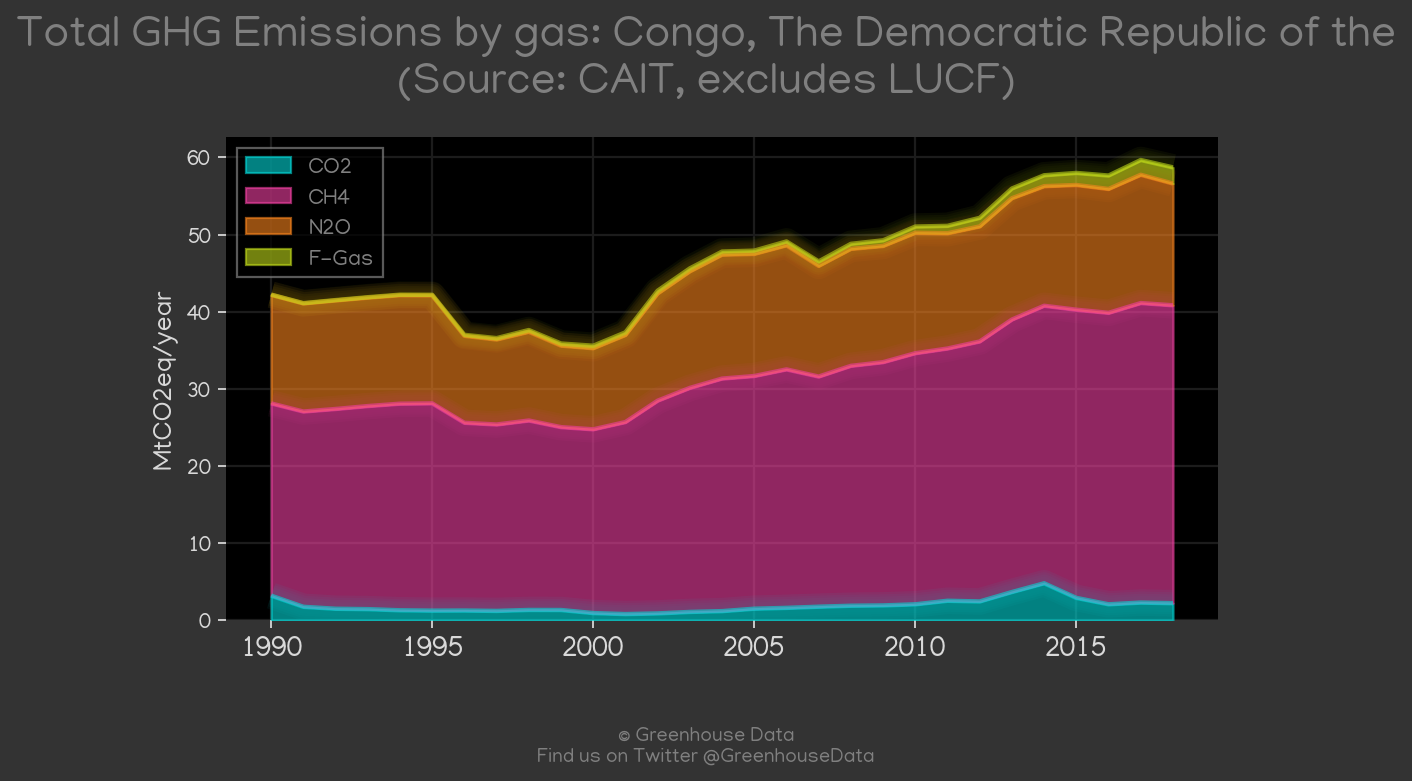 Total GHG Emissions by gas: Congo, The Democratic Republic of the
(Source: CAIT, excludes LUCF)
CO2
CH4
N2O
F-Gas
MtCO2eq/year
60
50
40
30
20
10
0
1990 1995 2000 2005 2010 2015
© Greenhouse Data
Find us on Twitter @GreenhouseData